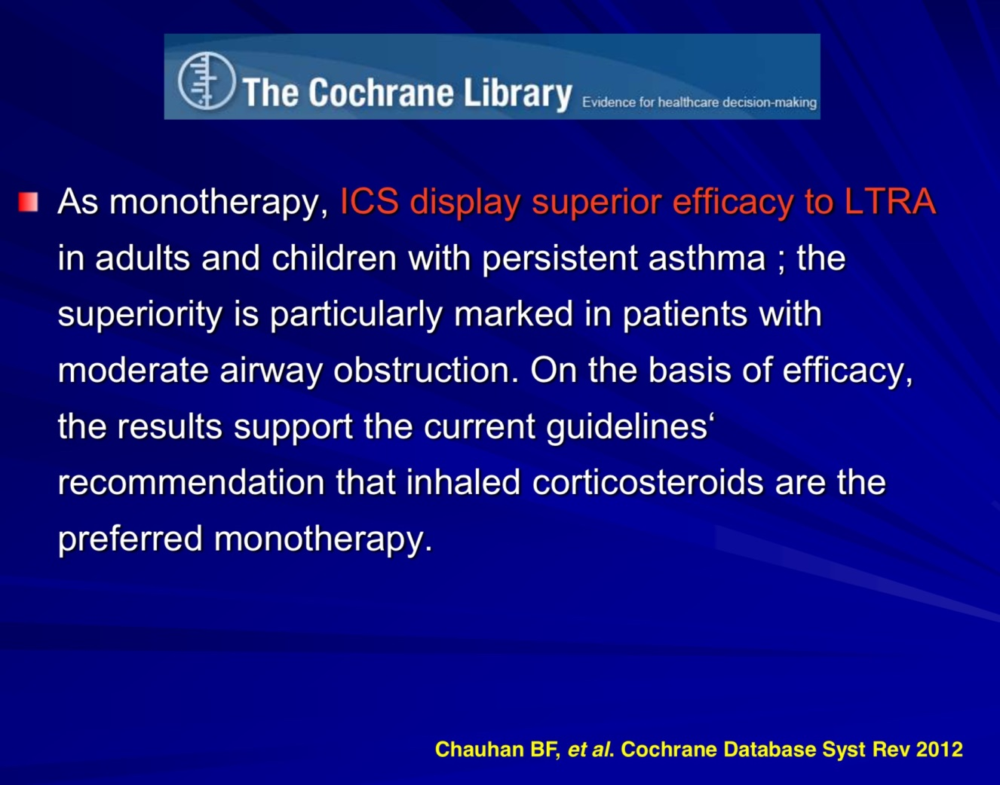 The Cochrane Library Evidence for healthcare decision-making
As monotherapy, ICS display superior efficacy to LTRA
in adults and children with persistent asthma ; the
superiority is particularly marked in patients with
moderate airway obstruction. On the basis of efficacy,
the results support the current guidelines‘
recommendation that inhaled corticosteroids are the
preferred monotherapy.
Chauhan BF, et al. Cochrane Database Syst Rev 2012